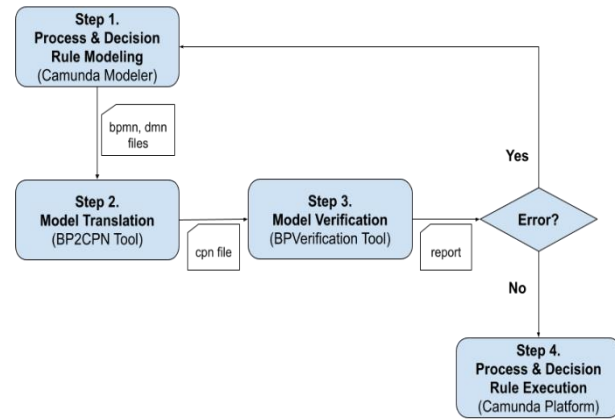 Step 1.
Process & Decision
Rule Modeling
(Camunda Modeler)
bpmn, dmn
files
Yes
Step 2.
Model Translation
(BP2CPN Tool)
cpn file
Step 3.
Model Verification
(BPVerification Tool)
report
Error?
No
Step 4.
Process & Decision
Rule Execution
(Camunda Platform)